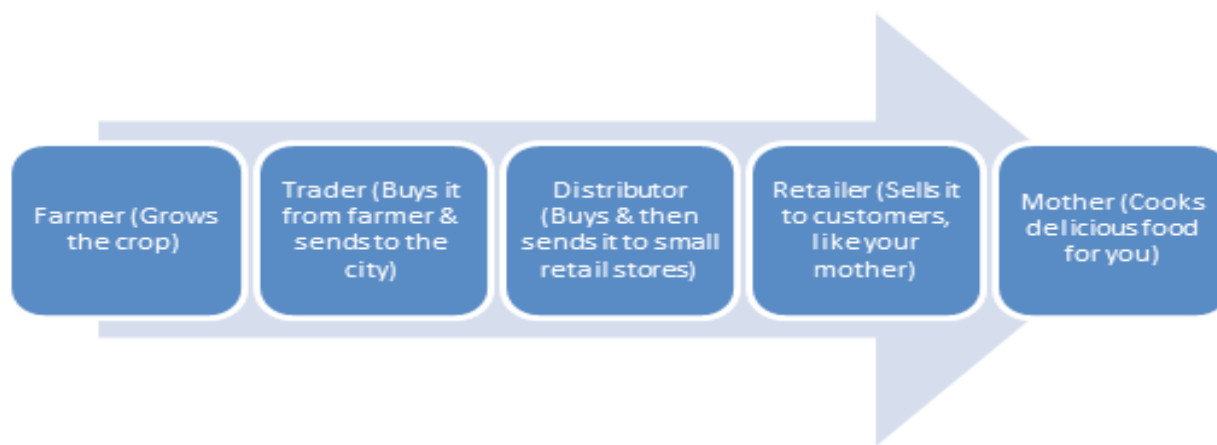 Farmer (Grows
the crop)
Trader (Buys it
from farmer &
sends to the
city)
Distributor
(Buys & then
sends it to small
retail stores)
Retailer (Sells it
to customers,
like your
mother)
Mother (Cooks
delicious food
for you)